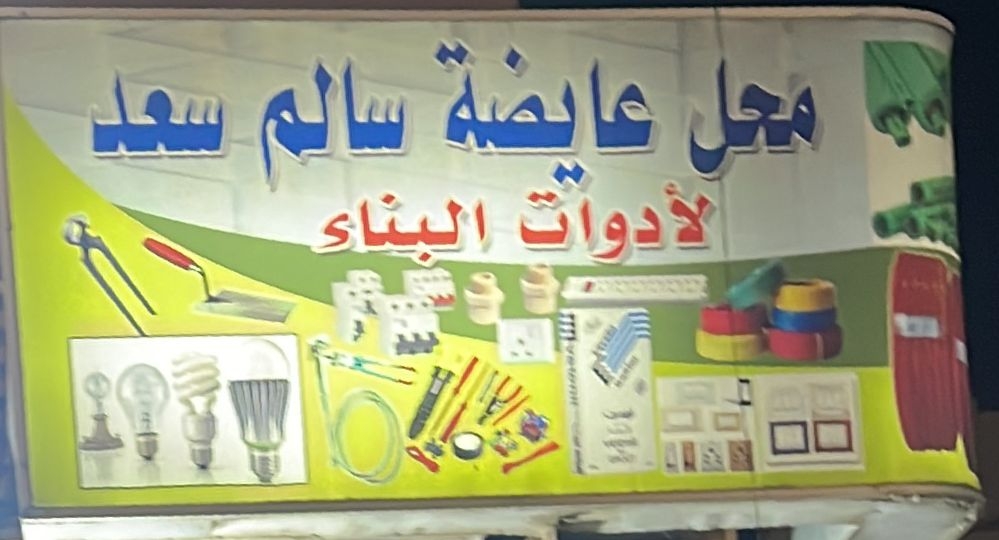 محل عايضة سالم سعد
لأدوات البناء